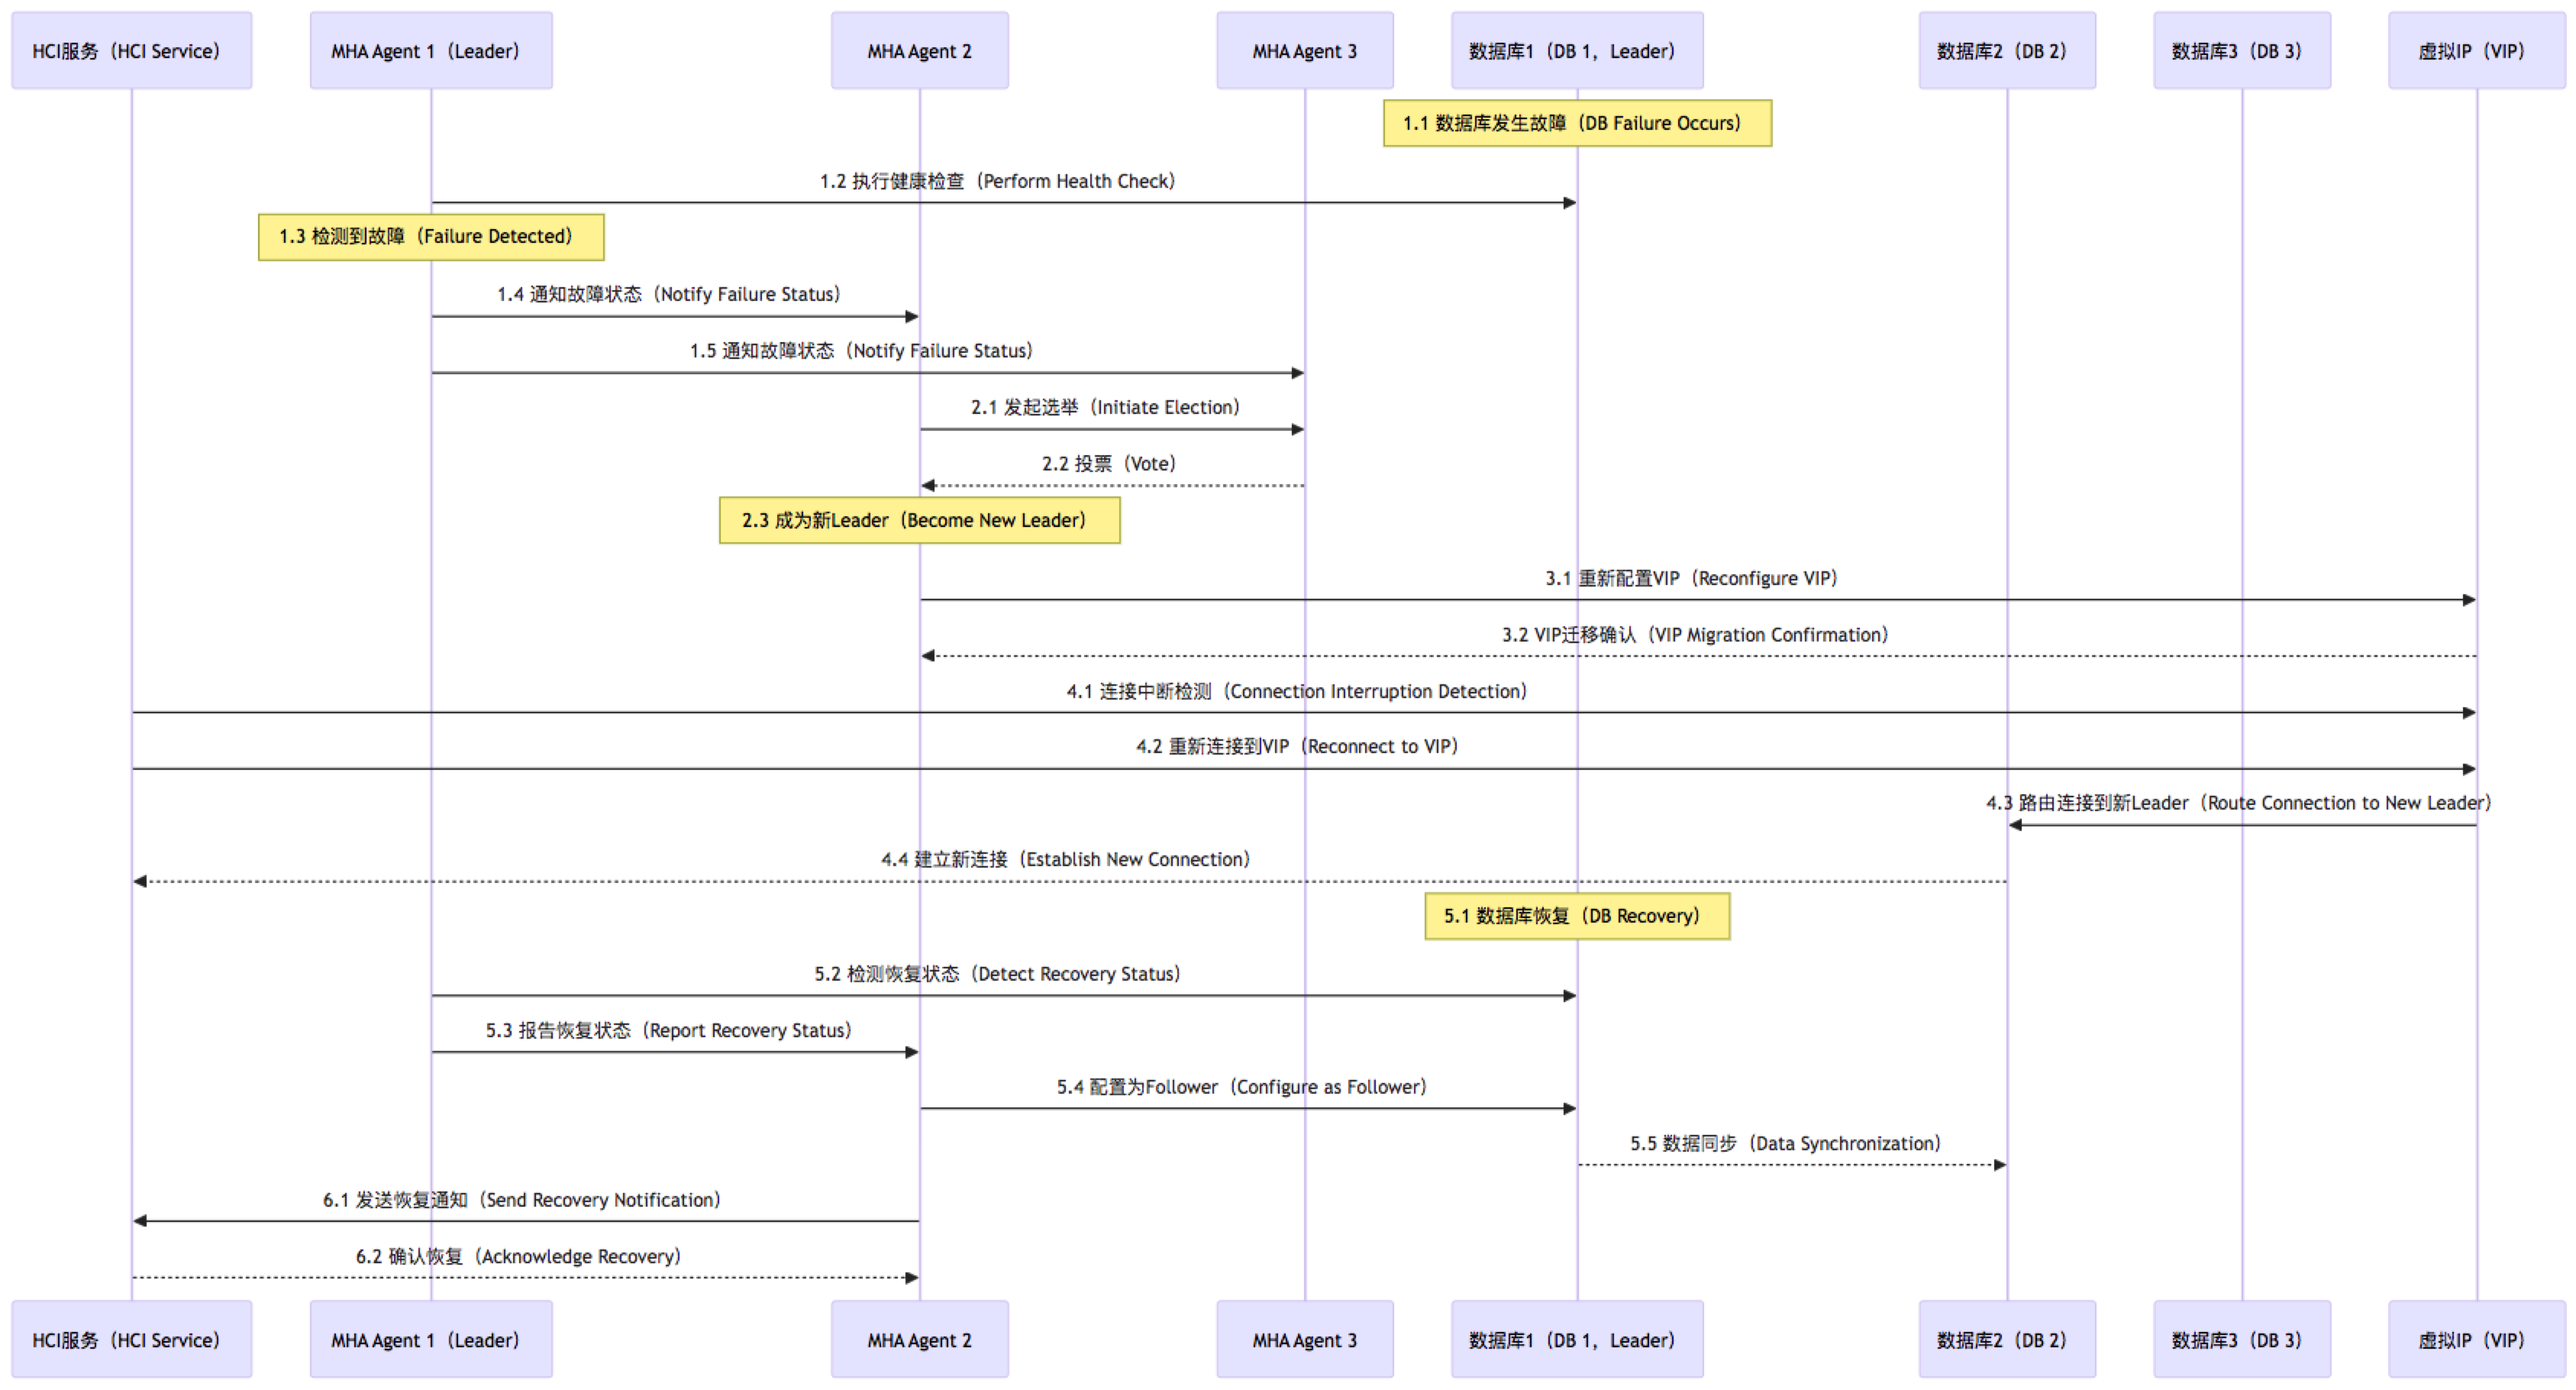 HCI服务（HCI Service）
MHA Agent 1（Leader）
MHA Agent 2
MHA Agent 3
数据库1（DB 1，Leader）
数据库2（DB 2）
数据库3（DB 3）
虚拟IP（VIP）
1.1 数据库发生故障（DB Failure Occurs）
1.2 执行健康检查（Perform Health Check）
1.3 检测到故障（Failure Detected）
1.4 通知故障状态（Notify Failure Status）
1.5 通知故障状态（Notify Failure Status）
2.1 发起选举（Initiate Election）
2.2 投票（Vote）
2.3 成为新Leader（Become New Leader）
3.1 重新配置VIP（Reconfigure VIP）
3.2 VIP迁移确认（VIP Migration Confirmation）
4.1 连接中断检测（Connection Interruption Detection）
4.2 重新连接到VIP（Reconnect to VIP）
4.3 路由连接到新Leader（Route Connection to New Leader）
4.4 建立新连接（Establish New Connection）
5.1 数据库恢复（DB Recovery）
5.2 检测恢复状态（Detect Recovery Status）
5.3 报告恢复状态（Report Recovery Status）
5.4 配置为Follower（Configure as Follower）
5.5 数据同步（Data Synchronization）
6.1 发送恢复通知（Send Recovery Notification）
6.2 确认恢复（Acknowledge Recovery）
HCI服务（HCI Service）
MHA Agent 1（Leader）
MHA Agent 2
MHA Agent 3
数据库1（DB 1，Leader）
数据库2（DB 2）
数据库3（DB 3）
虚拟IP（VIP）